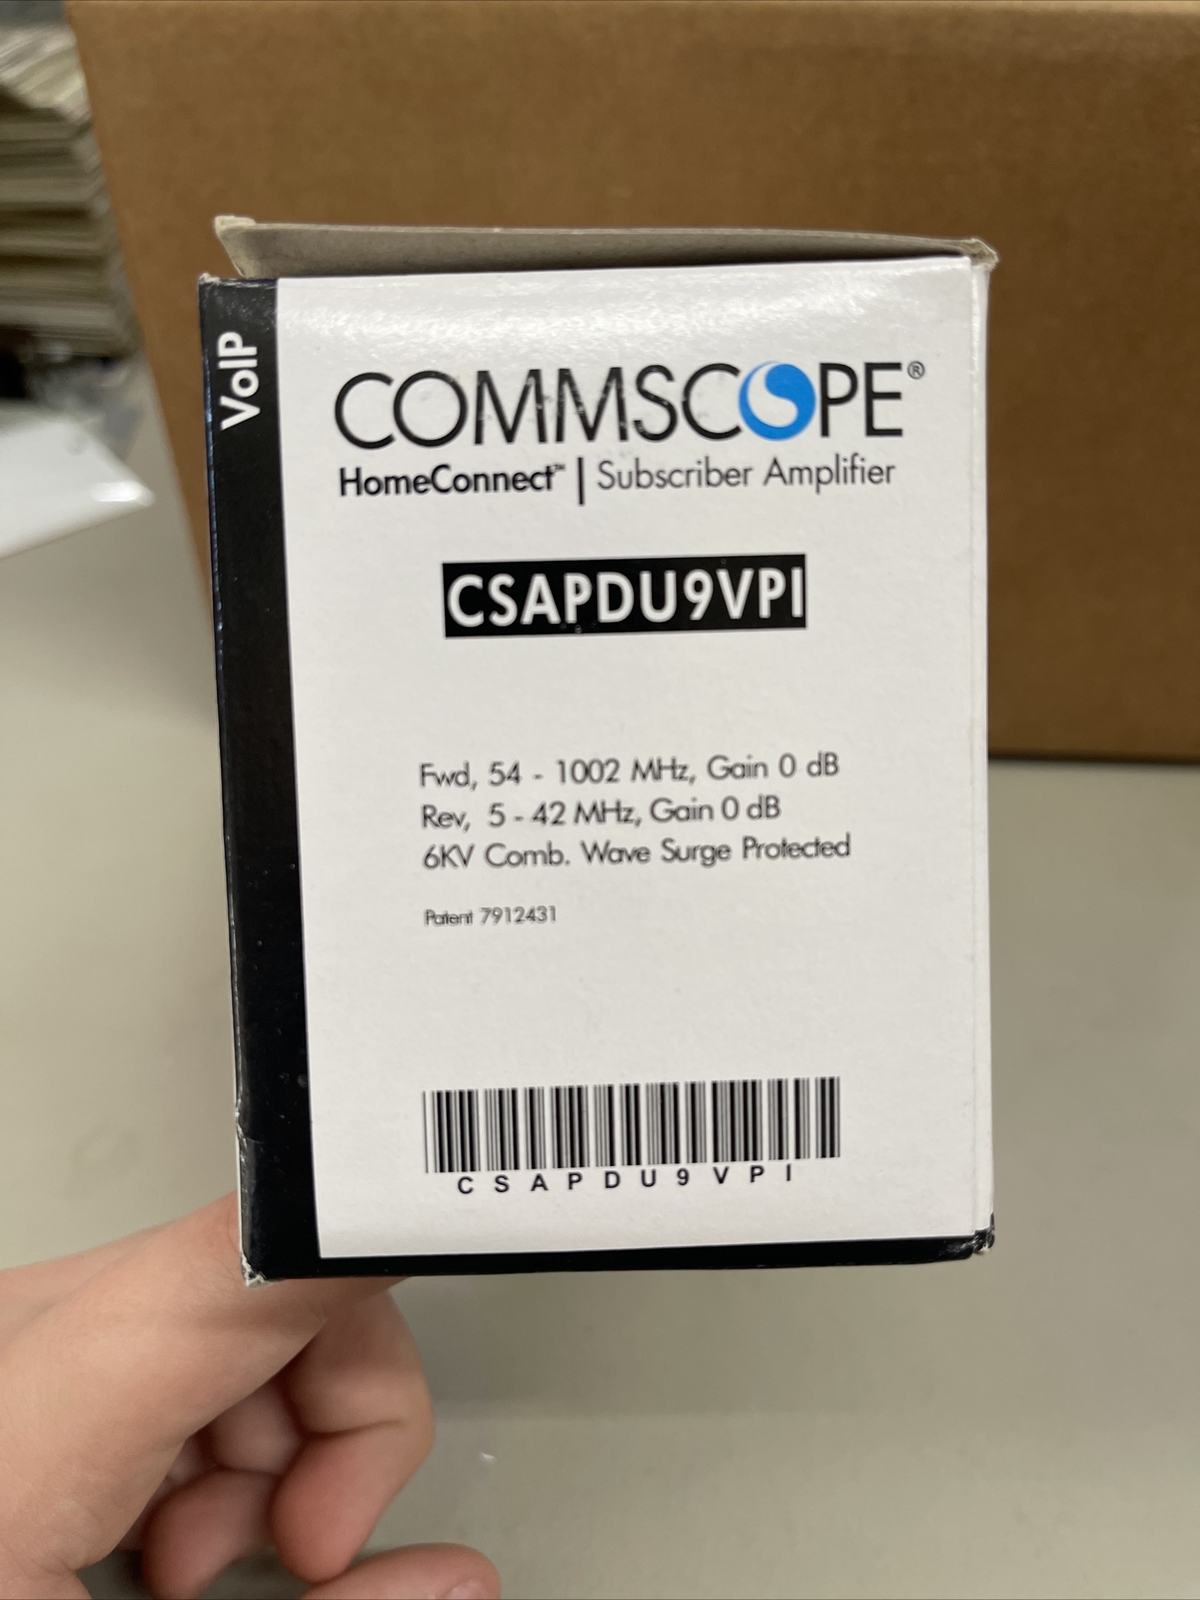 VoIP
COMMSCOPE®
HomeConnect™ | Subscriber Amplifier
CSAPDU9VPI
Fwd, 54 - 1002 MHz, Gain 0 dB
Rev, 5 - 42 MHz, Gain 0 dB
6KV Comb. Wave Surge Protected
Patent 7912431
CSAPDU9VPI